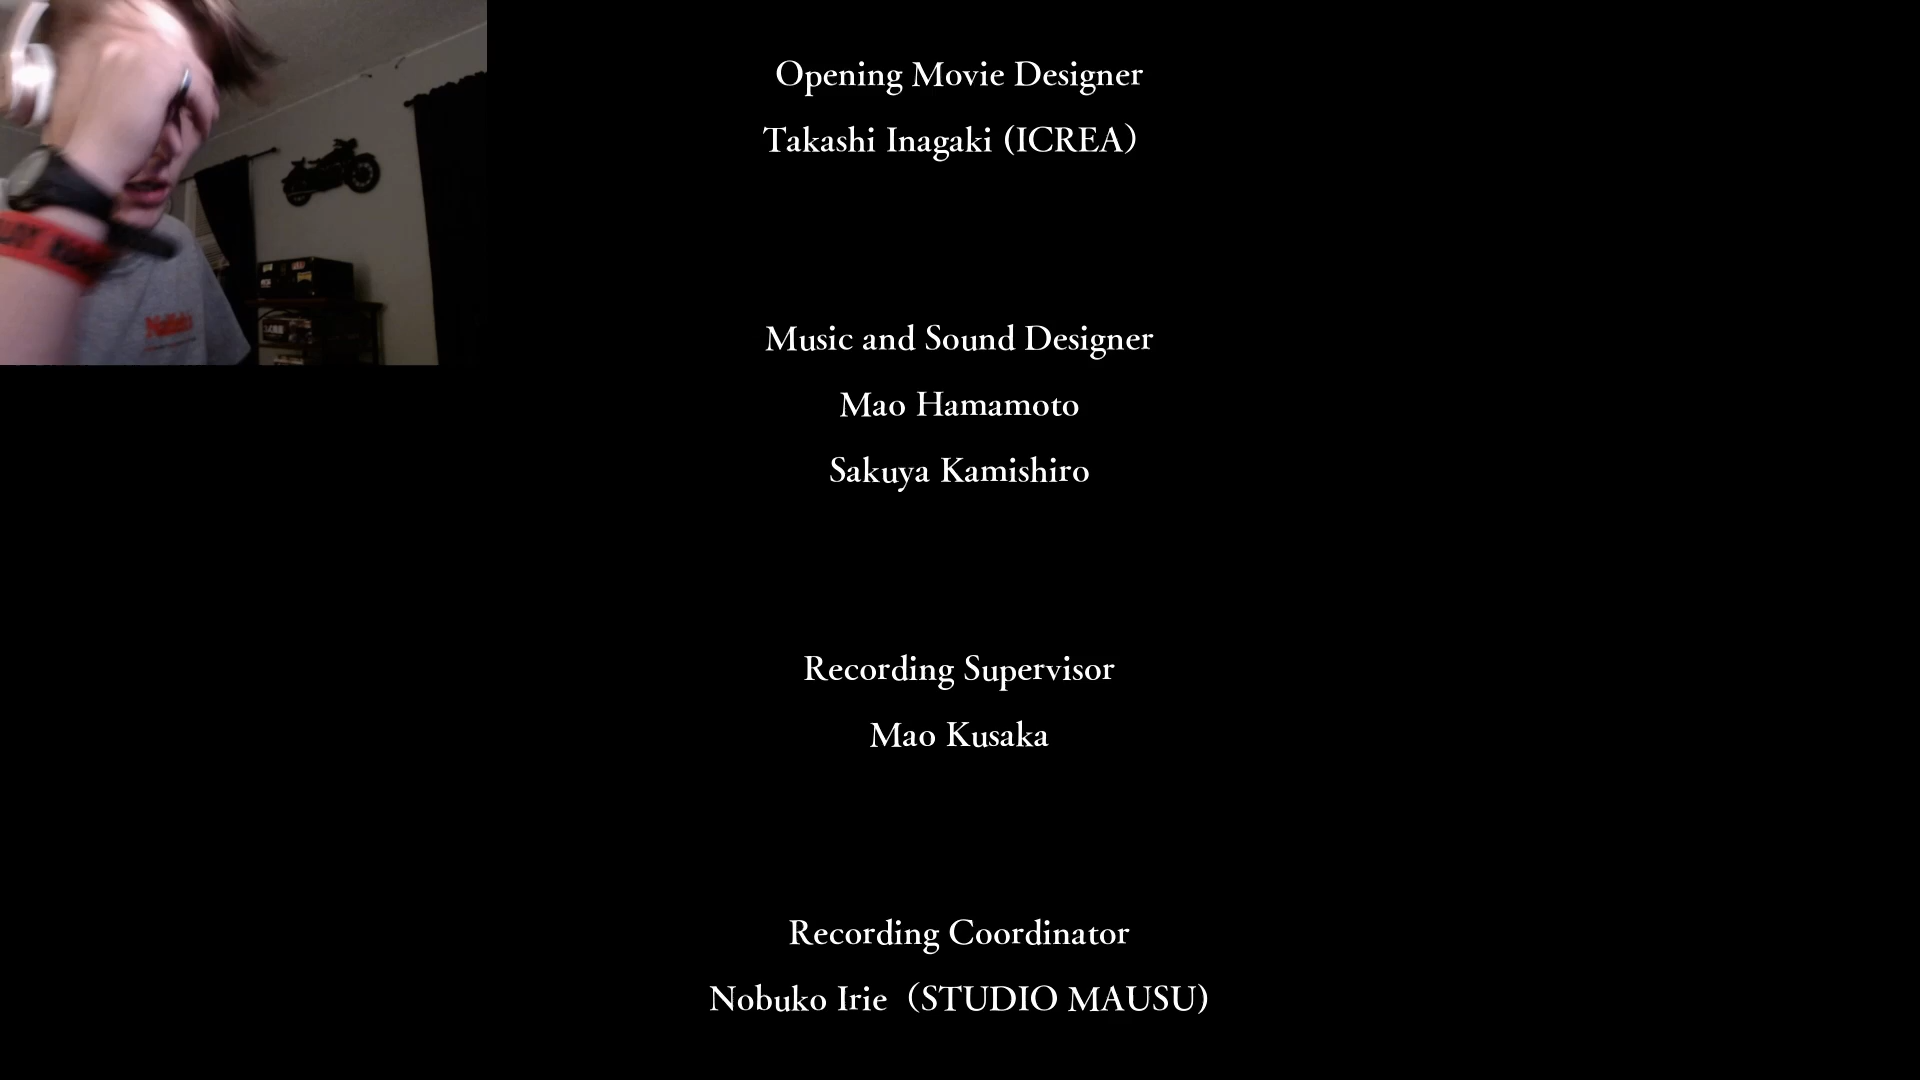 Opening Movie Designer
Takashi Inagaki (ICREA)
Music and Sound Designer
Mao Hamamoto
Sakuya Kamishiro
Recording Supervisor
Mao Kusaka
Recording Coordinator
Nobuko Irie (STUDIO MAUSU)